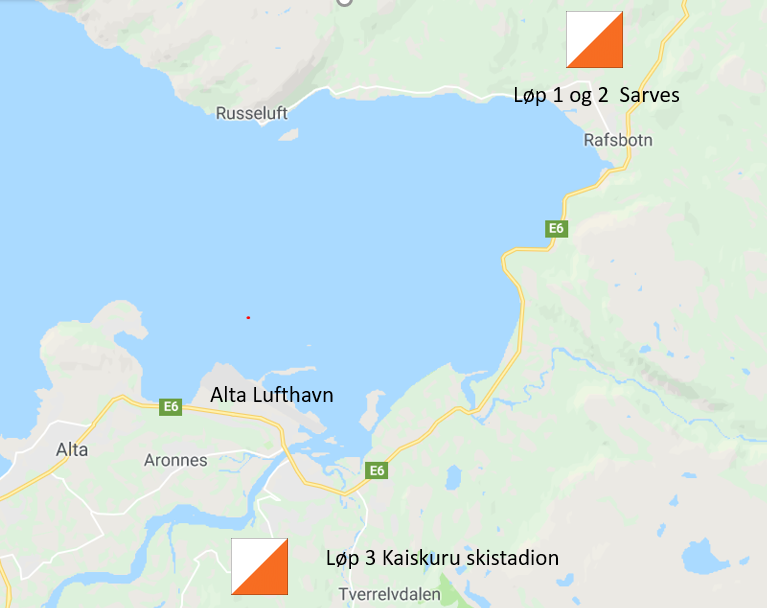 Løp 1 og 2  Sarves
Russeluft
Rafsbotn
E6
Alta Lufthavn
E6
Alta
Aronnes
E6
Løp 3 Kaiskuru skistadion
Tverrelvdalen